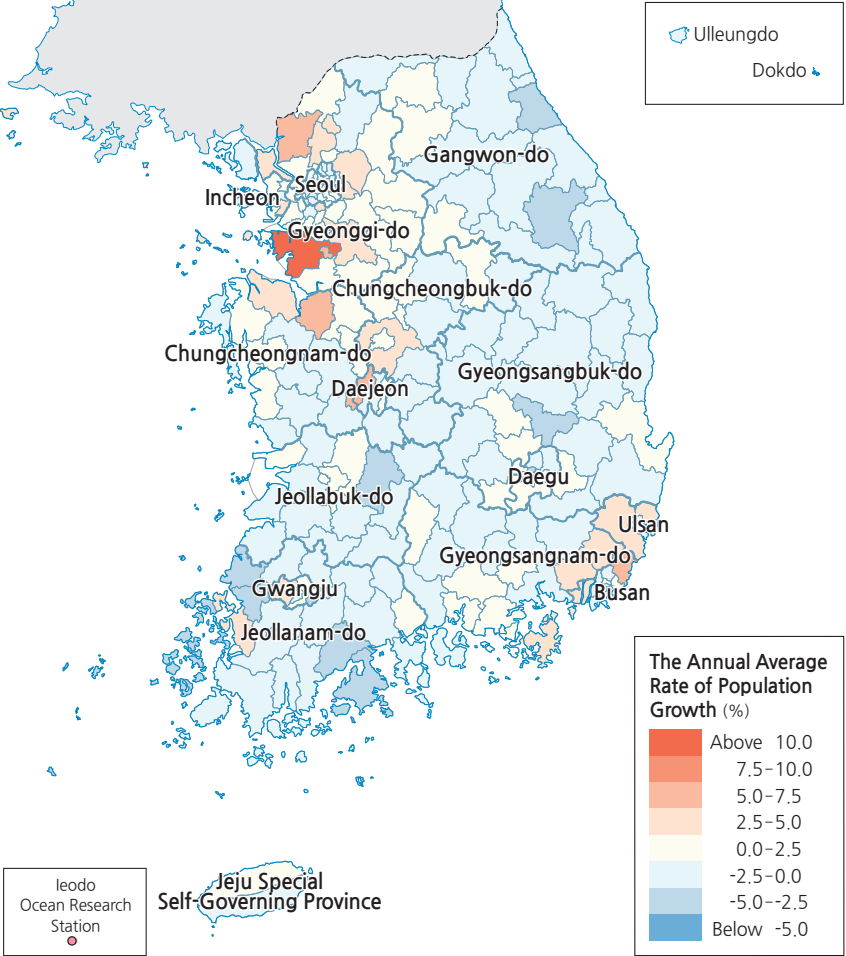 Ulleungdo
Dokdo
Gangwon-do
Seoul
Incheon
Gyeonggi-do
Chungcheongbuk-do
Chungcheongnam-do
Gyeongsangbuk-do
Daejeon
Daegu
Jeollabuk-do
Ulsan
Gyeongsangnam-do
Gwangju
Busan
Jeollanam-do
The Annual Average
Rate of Population
Growth (%)
Above 10.0
7.5-10.0
5.0-7.5
2.5-5.0
0.0-2.5
-2.5-0.0
-5.0--2.5
Below -5.0
Jeju Special
Self-Governing Province
Ieodo
Ocean Research
Station